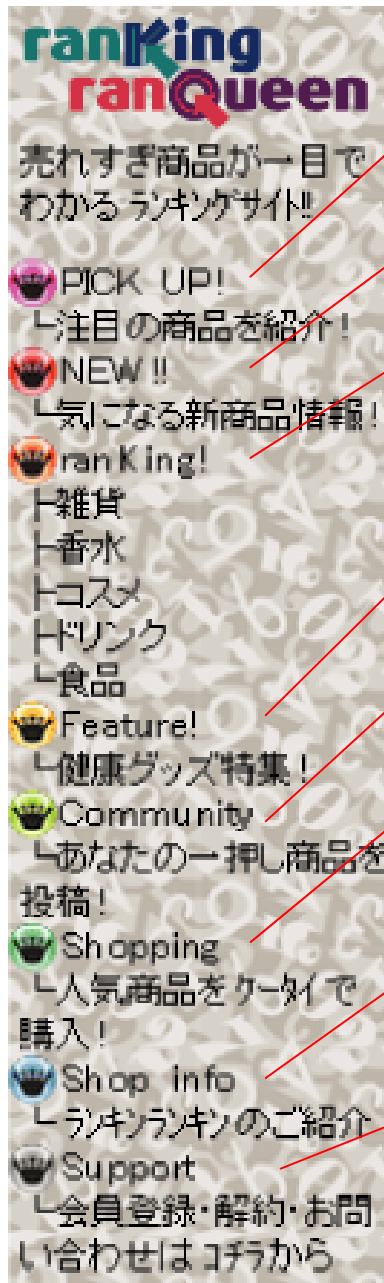 ranKing
ranQueen
売れすぎ商品が一目で
わかるランキングサイト!!
PICK UP!
┗注目の商品を紹介！
NEW!!
┗気になる新商品情報！
ranKing!
┣雑貨
┣香水
┣コスメ
┣ドリンク
┗食品
Feature!
┗健康グッズ特集！
Community
┗あなたの一押し商品を
投稿！
Shopping
┗人気商品をケータイで
購入！
Shop info
┗ランキンランキンのご紹介
Support
┗会員登録･解約･お問
い合わせはコチラから